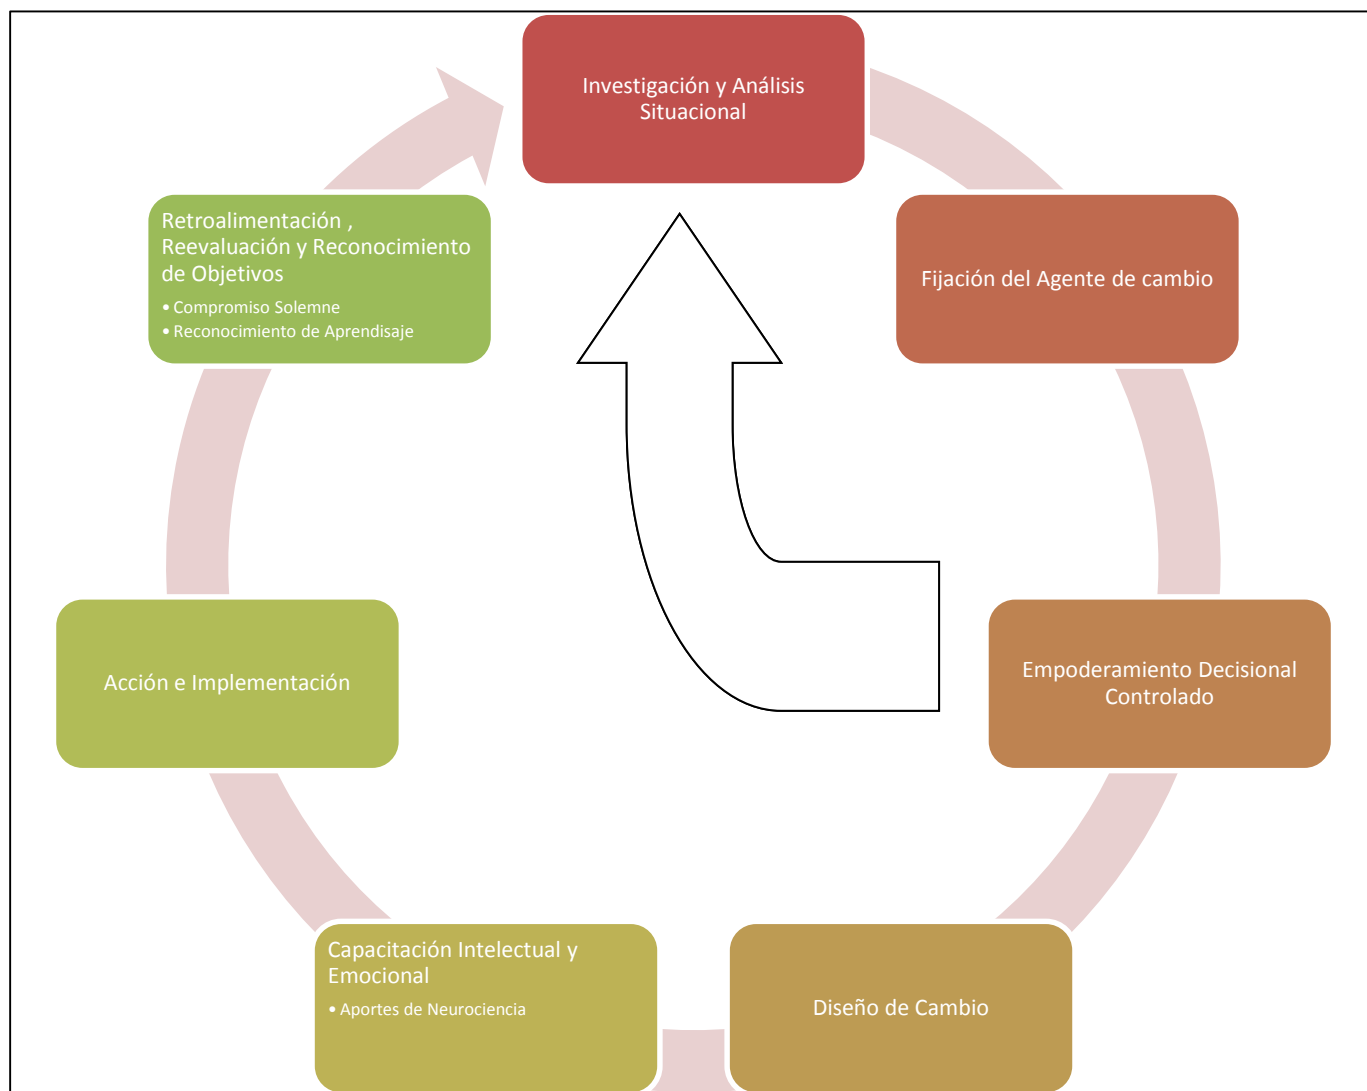 Investigación y Análisis
Situacional
Fijación del Agente de cambio
Empoderamiento Decisional
Controlado
Diseño de Cambio
Capacitación Intelectual y
Emocional
• Aportes de Neurociencia
Acción e Implementación
Retroalimentación ,
Reevaluación y Reconocimiento
de Objetivos
• Compromiso Solemne
• Reconocimiento de Aprendisaje